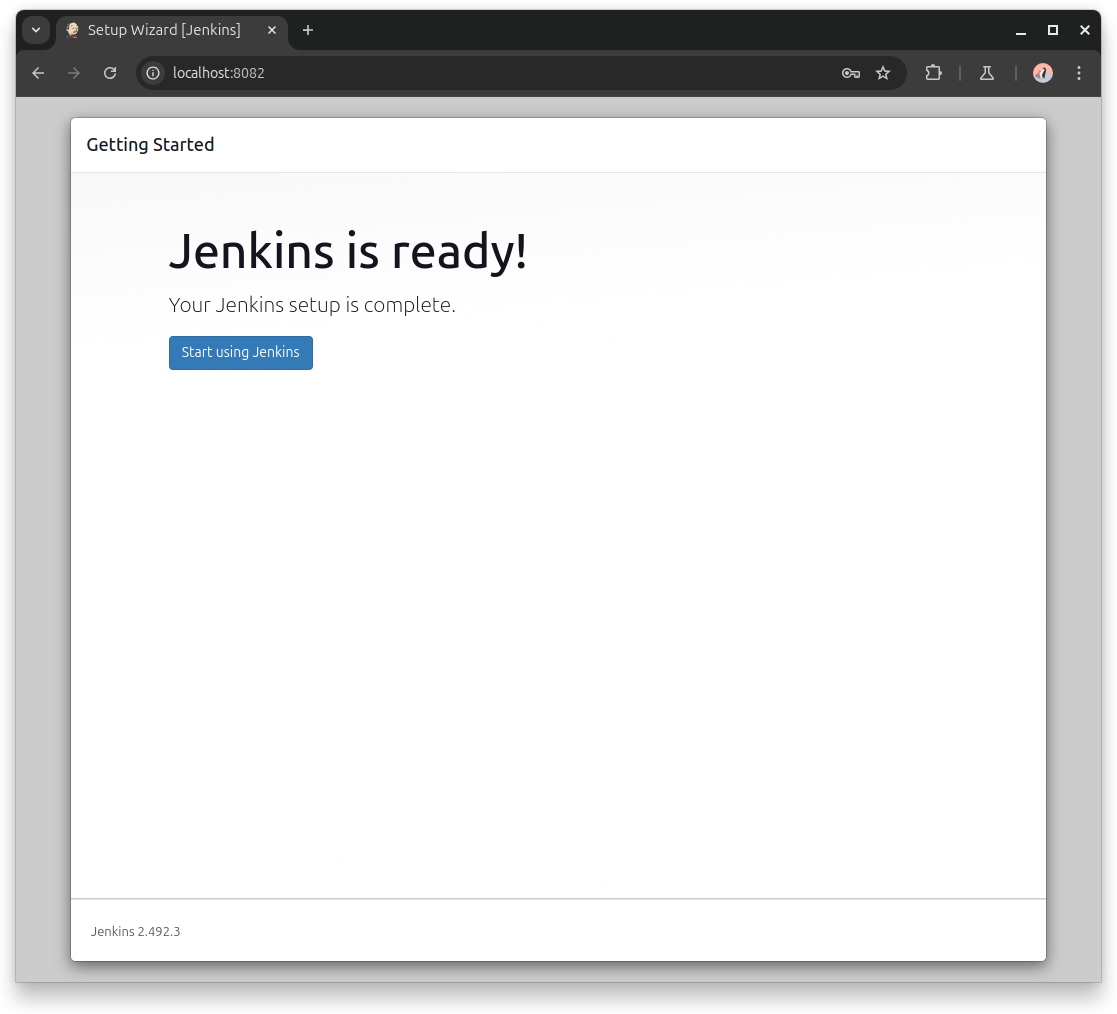 Setup Wizard [Jenkins]
localhost:8082
Getting Started
Jenkins is ready!
Your Jenkins setup is complete.
Start using Jenkins
Jenkins 2.492.3